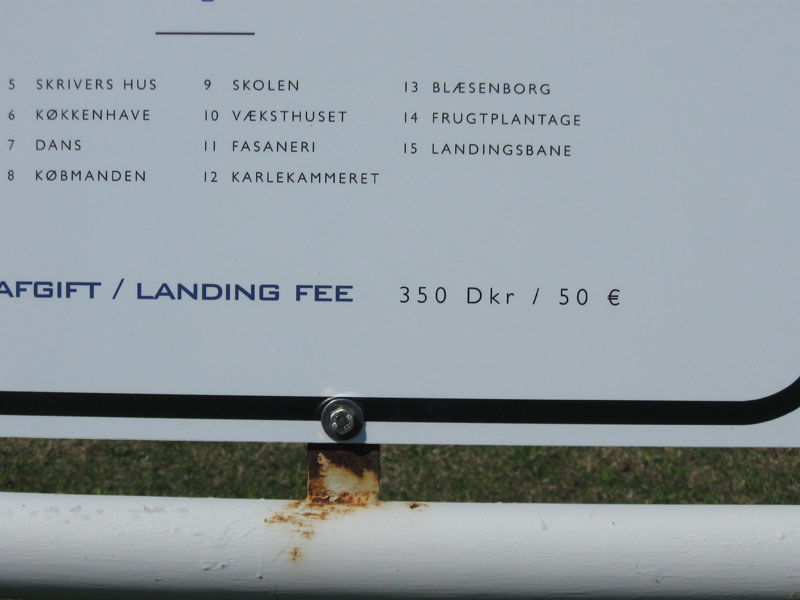 5 SKRIVERS HUS
6 KØKKENHAVE
7 DANS
8 KØBMANDEN
9 SKOLEN
10 VÆKSTHUSET
11 FASANERI
12 KARLEKAMMERET
13 BLÆSENBORG
14 FRUGTPLANTAGE
15 LANDINGSBANE
AFGIFT / LANDING FEE 350 Dkr / 50 €